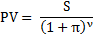 PV = S / (1 + π)^ν